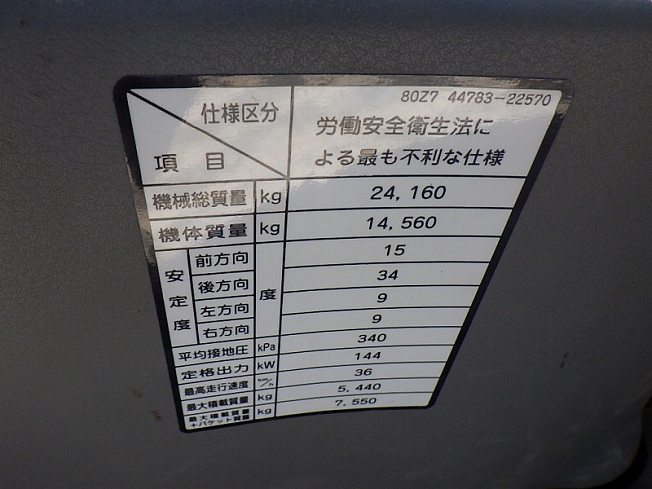 80Z7 44783-22570
仕様区分 労働安全衛生法に
項目 よる最も不利な仕様
機械総質量 kg 24,160
機体質量 kg 14,560
安定度 前方向 度 15
後方向 34
左方向 9
右方向 9
平均接地圧 kPa 340
定格出力 kW 144
最高走行速度 km/h 36
最大積載質量 kg 5,440
最大積載質量+バケット質量 kg 7,550